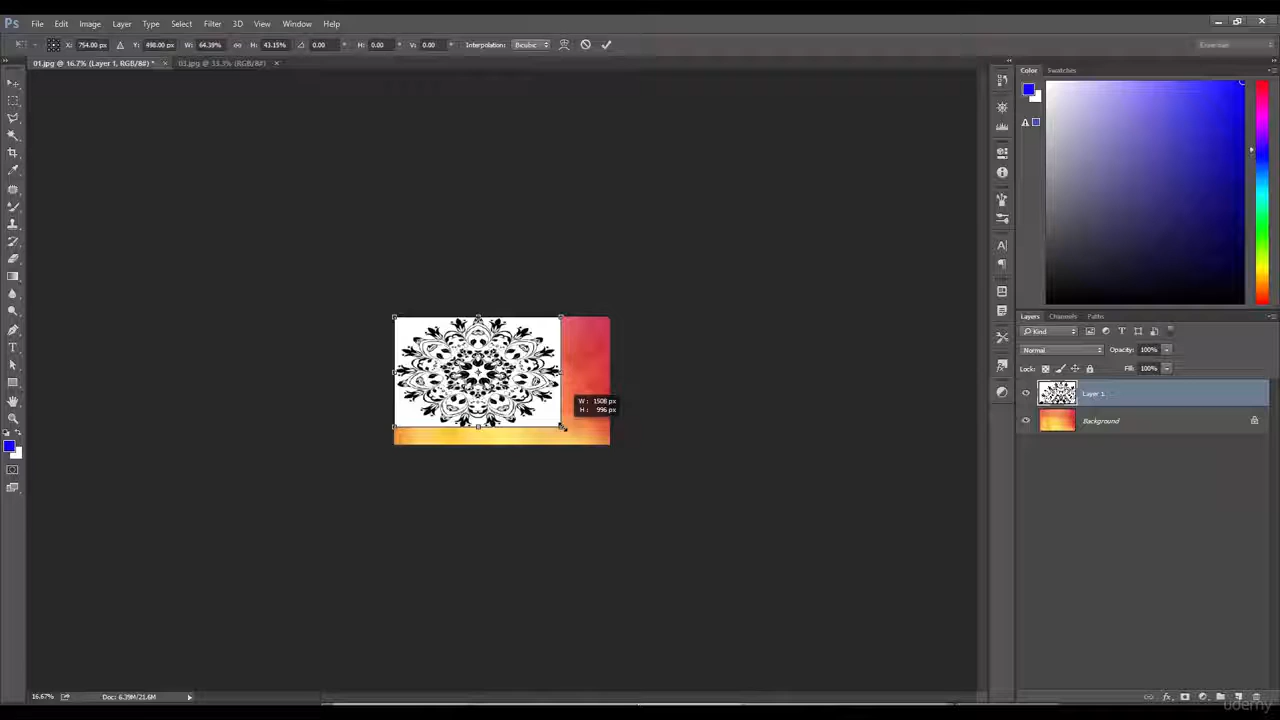 Ps File Edit Image Layer Type Select Filter 3D View Window Help
X: 754.00 px Y: 498.00 px W: 64.39% H: 43.15% 0.00 ° H: 0.00 ° V: 0.00 ° Interpolation: Bicubic
01.jpg @ 16.7% (Layer 1, RGB/8#) * × 03.jpg @ 33.3% (RGB/8#) ×
Color Swatches
W: 1508 px
H: 996 px
Layers Channels Paths
Kind
Normal Opacity: 100%
Lock: Fill: 100%
Layer 1
Background
16.67% Doc: 6.39M/21.6M
udemy